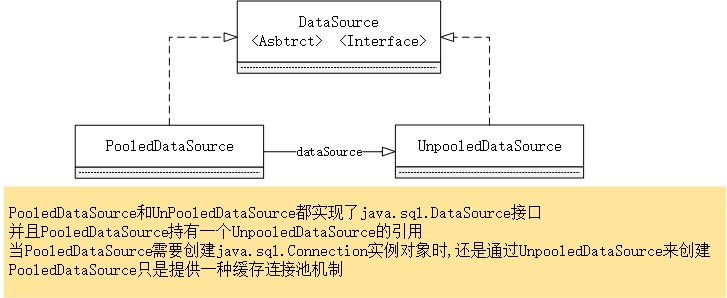 DataSource
<Asbtrct> <Interface>
PooledDataSource
dataSource
UnpooledDataSource
PooledDataSource和UnPooledDataSource都实现了java.sql.DataSource接口
并且PooledDataSource持有一个UnpooledDataSource的引用
当PooledDataSource需要创建java.sql.Connection实例对象时,还是通过UnpooledDataSource来创建
PooledDataSource只是提供一种缓存连接池机制